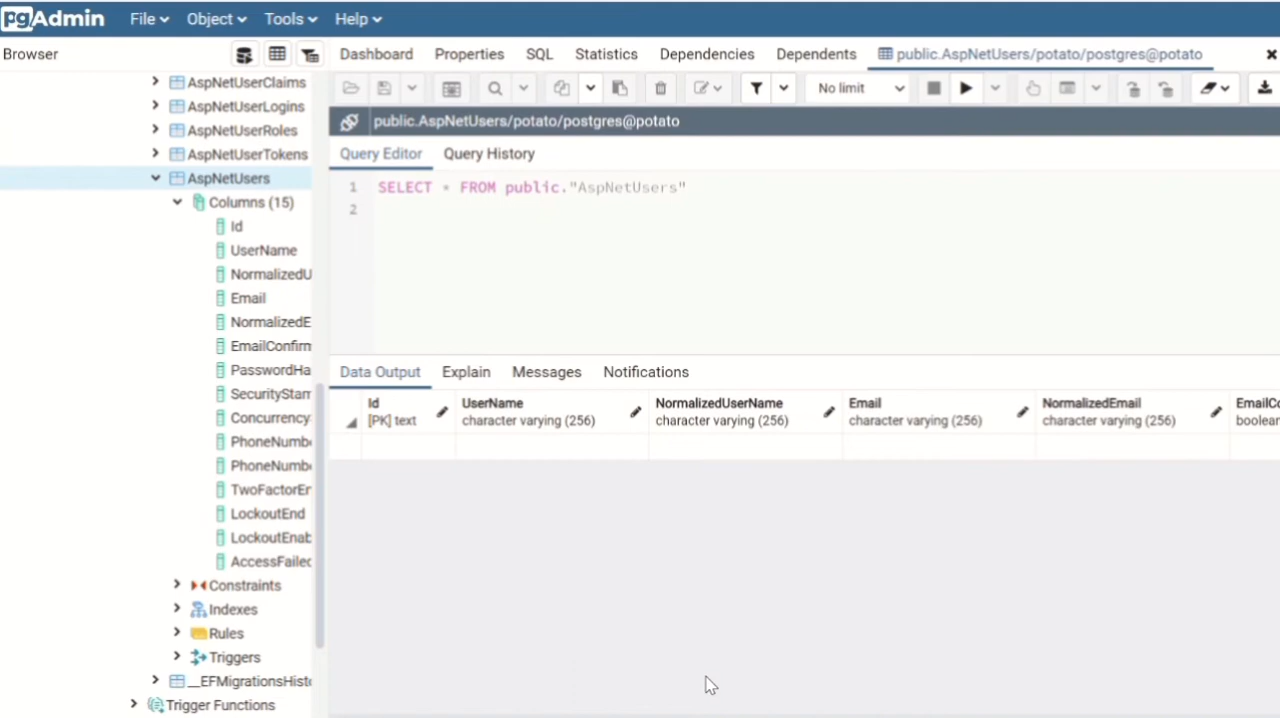 pgAdmin File Object Tools Help
Browser
Dashboard Properties SQL Statistics Dependencies Dependents public.AspNetUsers/potato/postgres@potato
AspNetUserClaims
AspNetUserLogins
AspNetUserRoles
AspNetUserTokens
AspNetUsers
Columns (15)
Id
UserName
NormalizedU
Email
NormalizedE
EmailConfirm
PasswordHa
SecurityStam
Concurrency
PhoneNumb
PhoneNumb
TwoFactorEr
LockoutEnd
LockoutEnab
AccessFailed
Constraints
Indexes
Rules
Triggers
__EFMigrationsHisto
Trigger Functions
No limit
public.AspNetUsers/potato/postgres@potato
Query Editor Query History
1 SELECT * FROM public."AspNetUsers"
2
Data Output Explain Messages Notifications
Id UserName NormalizedUserName Email NormalizedEmail EmailCo
[PK] text character varying (256) character varying (256) character varying (256) character varying (256) boolean